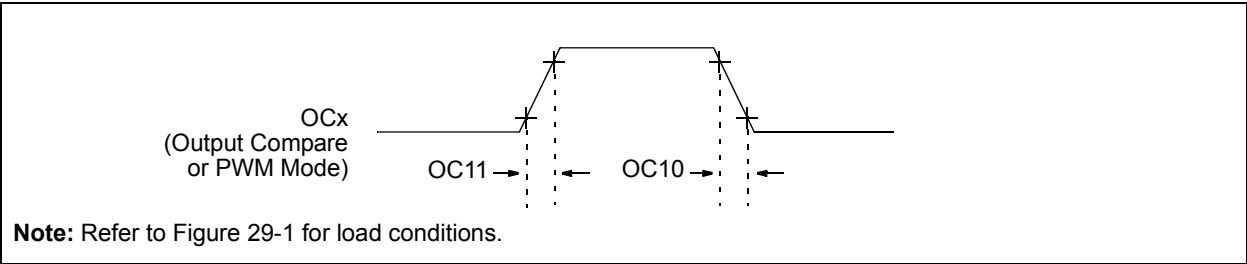 OCx
(Output Compare
or PWM Mode)
OC11
OC10
Note: Refer to Figure 29-1 for load conditions.